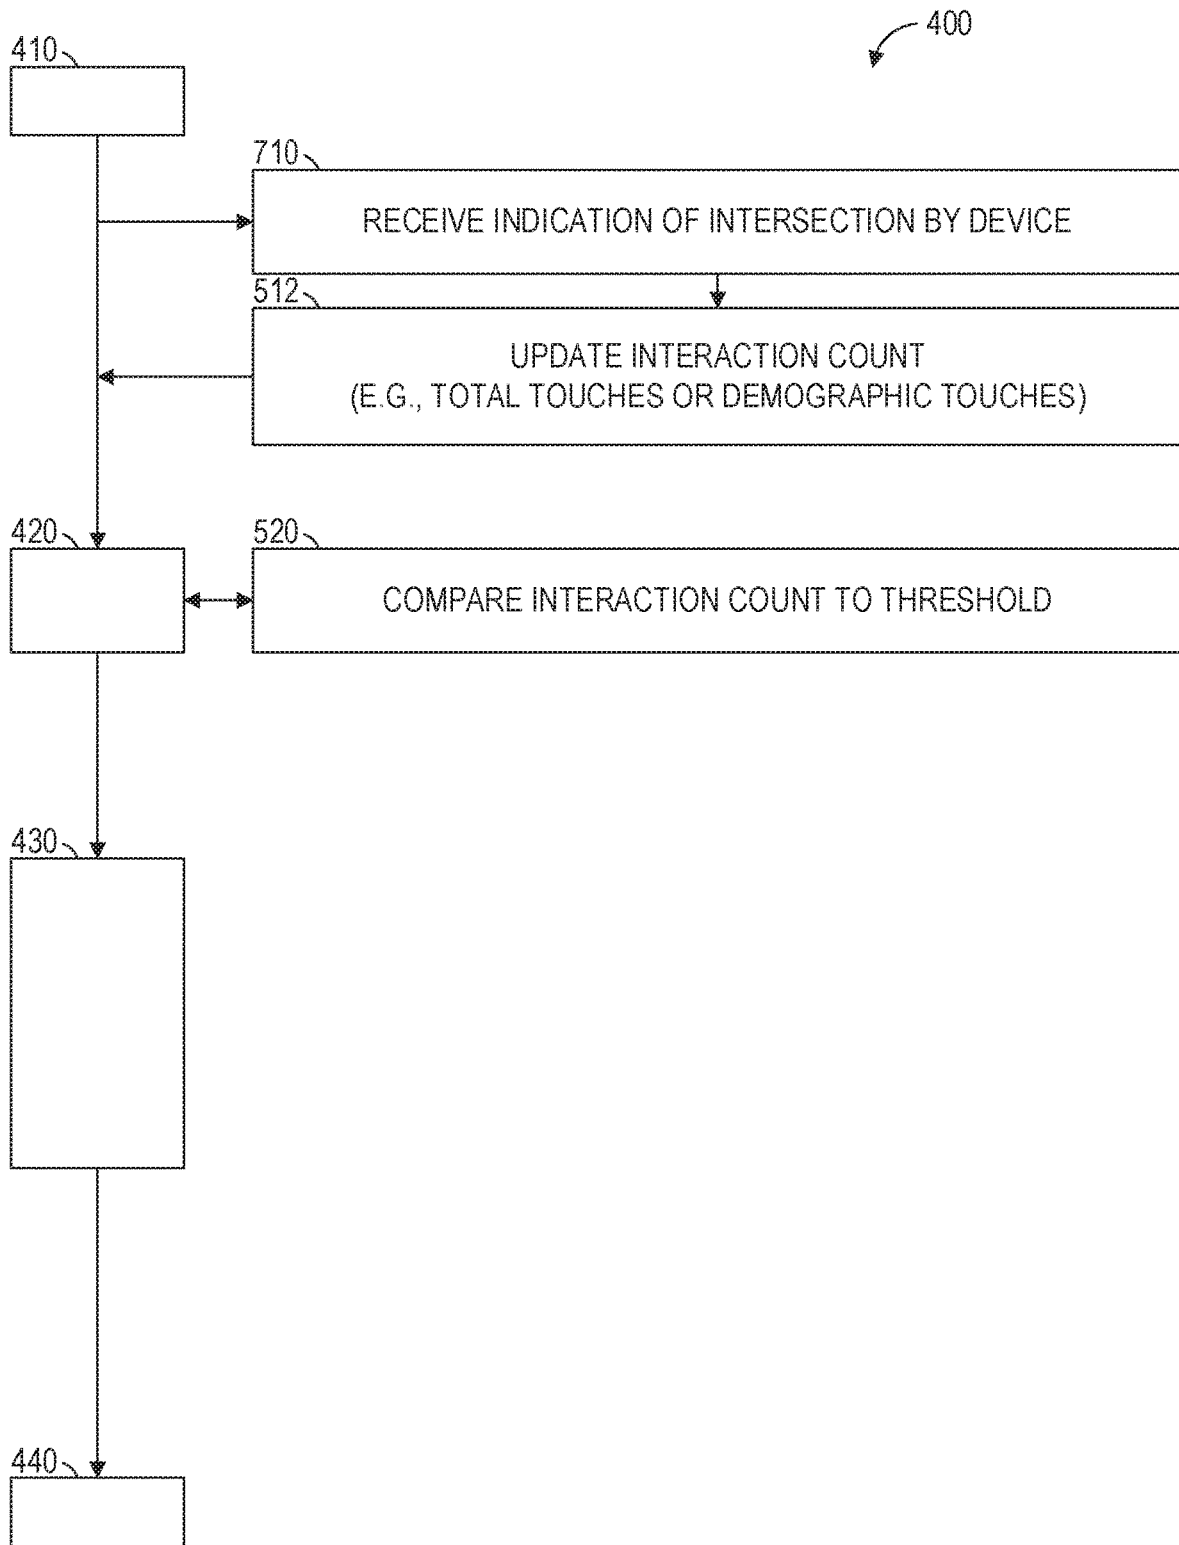 400
410
710
RECEIVE INDICATION OF INTERSECTION BY DEVICE
512
UPDATE INTERACTION COUNT
(E.G., TOTAL TOUCHES OR DEMOGRAPHIC TOUCHES)
420
520
COMPARE INTERACTION COUNT TO THRESHOLD
430
440